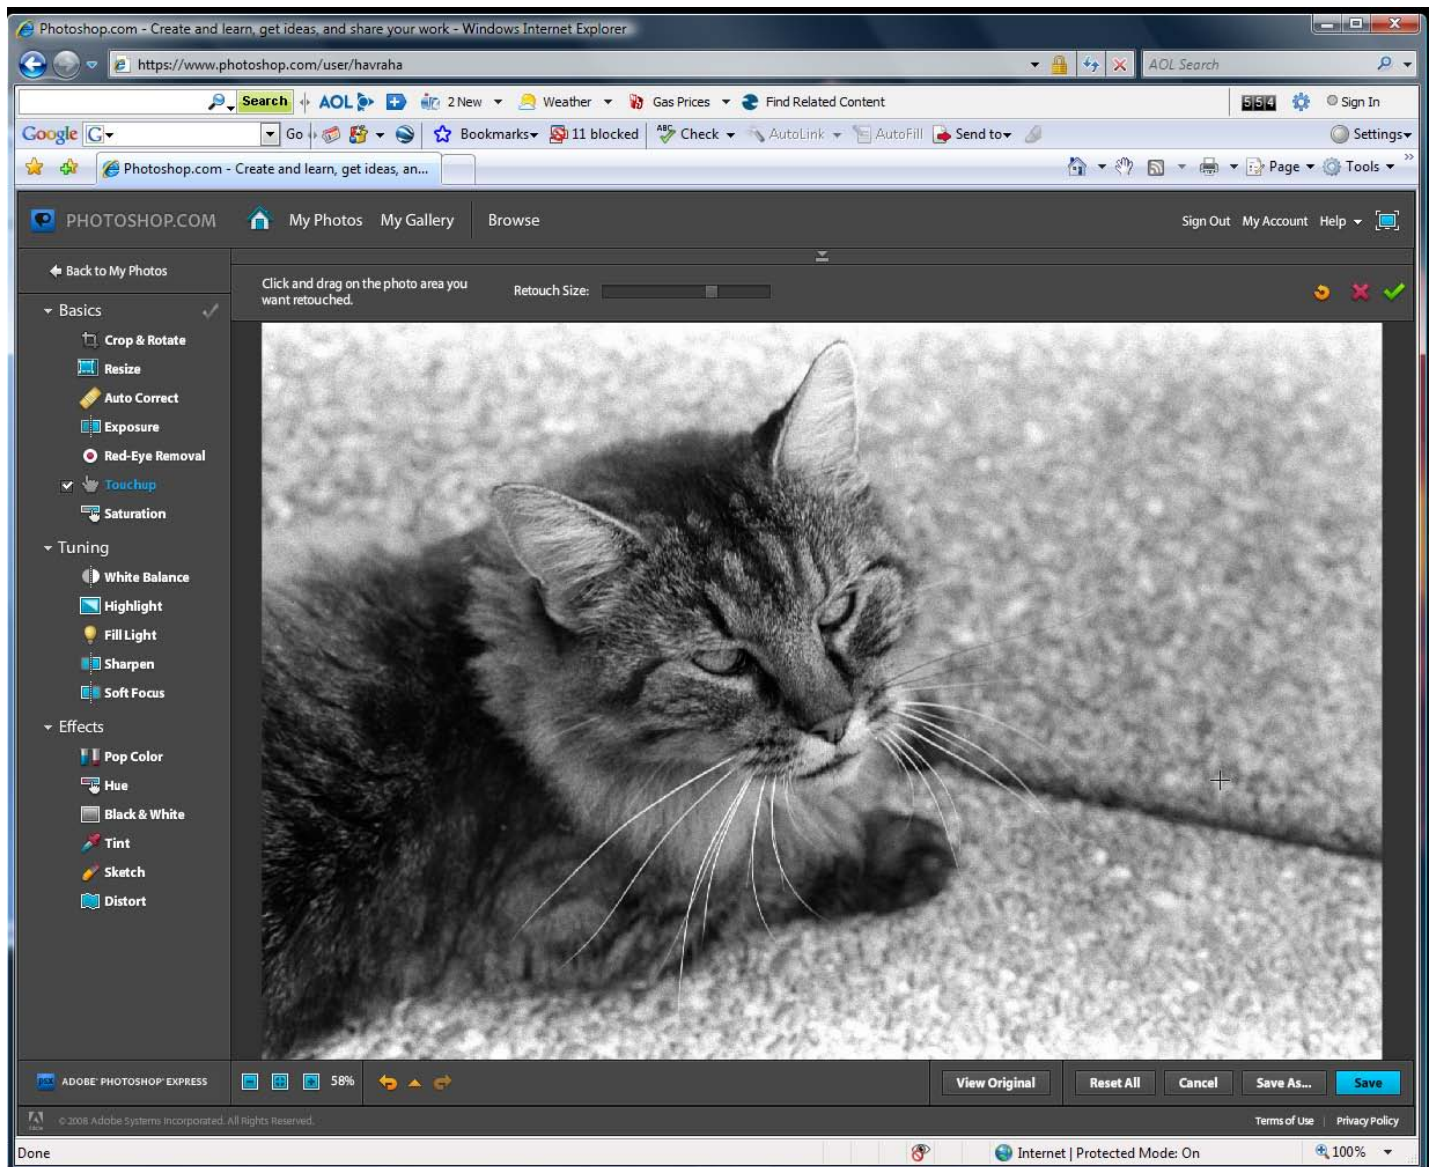 Photoshop.com - Create and learn, get ideas, and share your work - Windows Internet Explorer
https://www.photoshop.com/user/havraha
AOL Search
Search AOL 2 New Weather Gas Prices Find Related Content 554 Sign In
Google G Go Bookmarks 11 blocked ABC Check AutoLink AutoFill Send to Settings
Photoshop.com - Create and learn, get ideas, an... Page Tools
PHOTOSHOP.COM My Photos My Gallery Browse Sign Out My Account Help
Back to My Photos
Click and drag on the photo area you
want retouched.
Retouch Size:
Basics
Crop & Rotate
Resize
Auto Correct
Exposure
Red-Eye Removal
Touchup
Saturation
Tuning
White Balance
Highlight
Fill Light
Sharpen
Soft Focus
Effects
Pop Color
Hue
Black & White
Tint
Sketch
Distort
ADOBE® PHOTOSHOP® EXPRESS 58% View Original Reset All Cancel Save As... Save
© 2008 Adobe Systems Incorporated. All Rights Reserved. Terms of Use | Privacy Policy
Done Internet | Protected Mode: On 100%